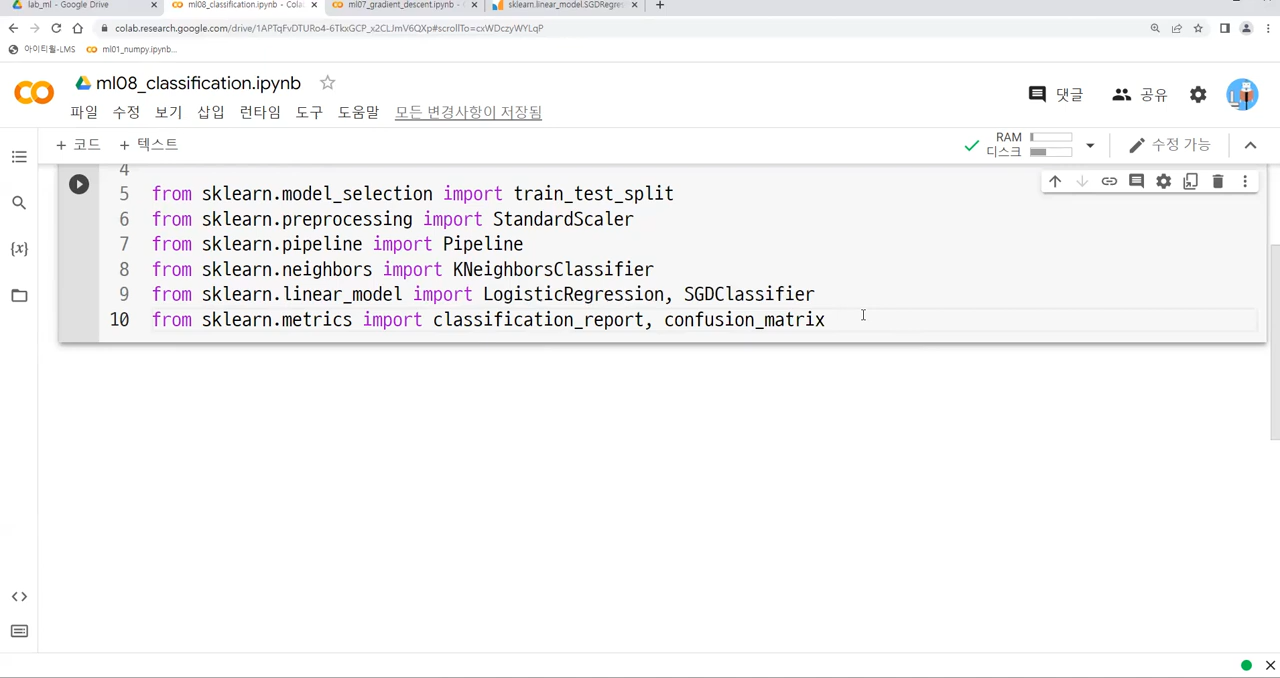 lab_ml - Google Drive
ml08_classification.ipynb - Cola
ml07_gradient_descent.ipynb - C
sklearn.linear_model.SGDRegres
colab.research.google.com/drive/1APTqFvDTURo4-6TkxGCP_x2CLJmV6QXp#scrollTo=cxWDczyWYLqP
아이티윌-LMS
ml01_numpy.ipynb...
ml08_classification.ipynb
댓글
공유
파일 수정 보기 삽입 런타임 도구 도움말 모든 변경사항이 저장됨
+ 코드 + 텍스트
RAM
디스크
수정 가능
4
5 from sklearn.model_selection import train_test_split
6 from sklearn.preprocessing import StandardScaler
7 from sklearn.pipeline import Pipeline
8 from sklearn.neighbors import KNeighborsClassifier
9 from sklearn.linear_model import LogisticRegression, SGDClassifier
10 from sklearn.metrics import classification_report, confusion_matrix